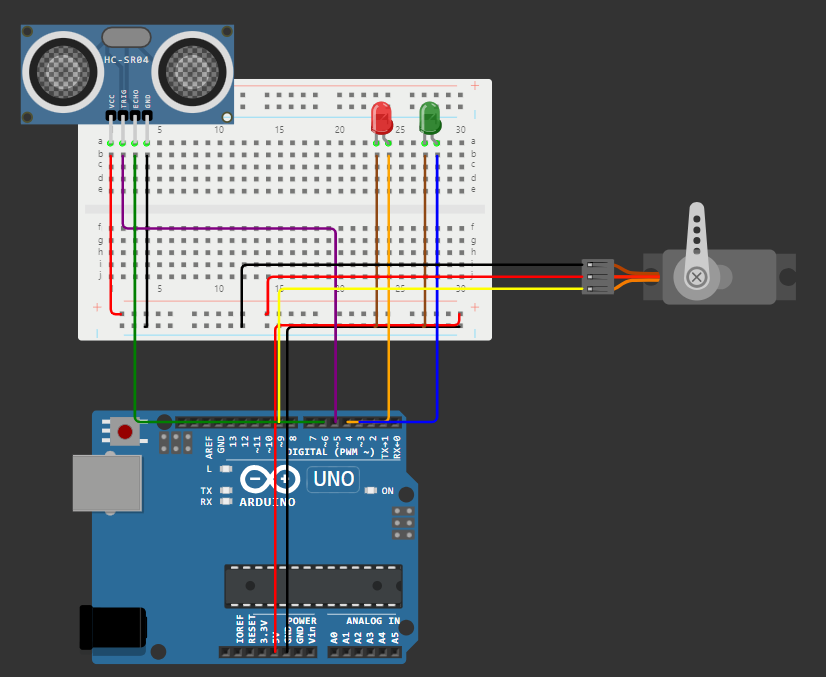 HC-SR04
VCC
TRIG
ECHO
GND
5 10 15 20 25 30
a a
b b
c c
d d
e e
f f
g g
h h
i i
j j
1 5 10 15 20 25 30
AREF
GND
13
12
~11
~10
~9
8
7
~6
~5
4
~3
2
TX→1
RX←0
DIGITAL (PWM ~)
L
TX
RX
ARDUINO
UNO
ON
IOREF
RESET
3.3V
5V
GND
GND
Vin
POWER
ANALOG IN
A0
A1
A2
A3
A4
A5